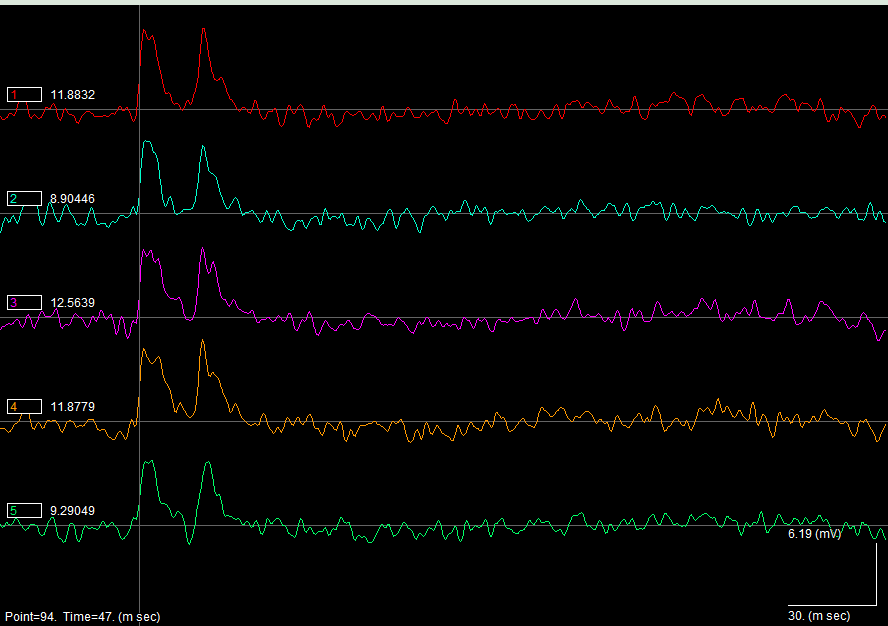 1 11.8832
2 8.90446
3 12.5639
4 11.8779
5 9.29049
6.19 (mV)
Point=94. Time=47. (m sec)
30. (m sec)